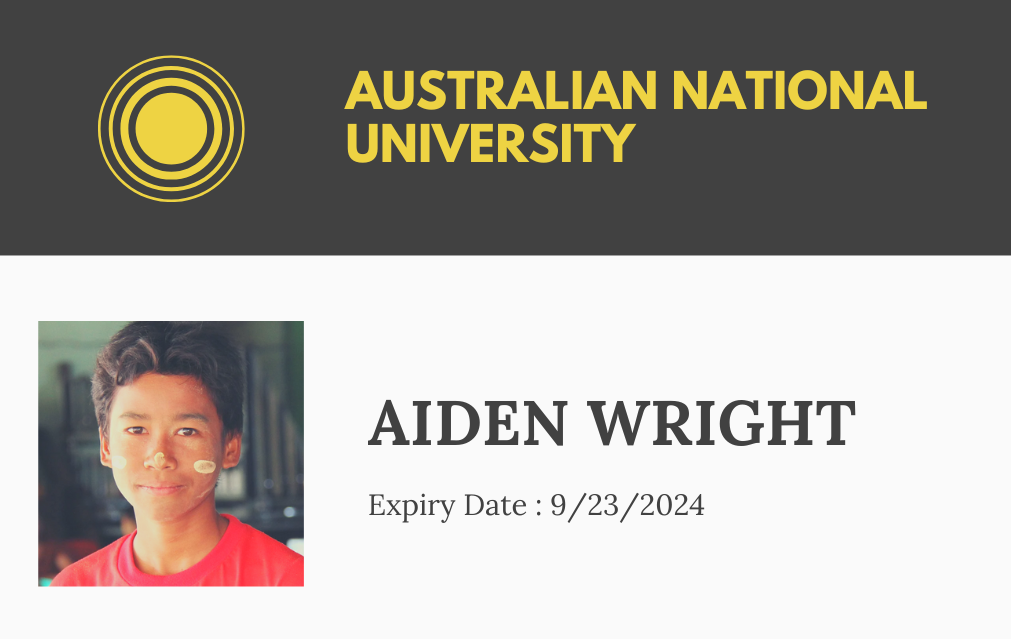 AUSTRALIAN NATIONAL
UNIVERSITY
AIDEN WRIGHT
Expiry Date : 9/23/2024